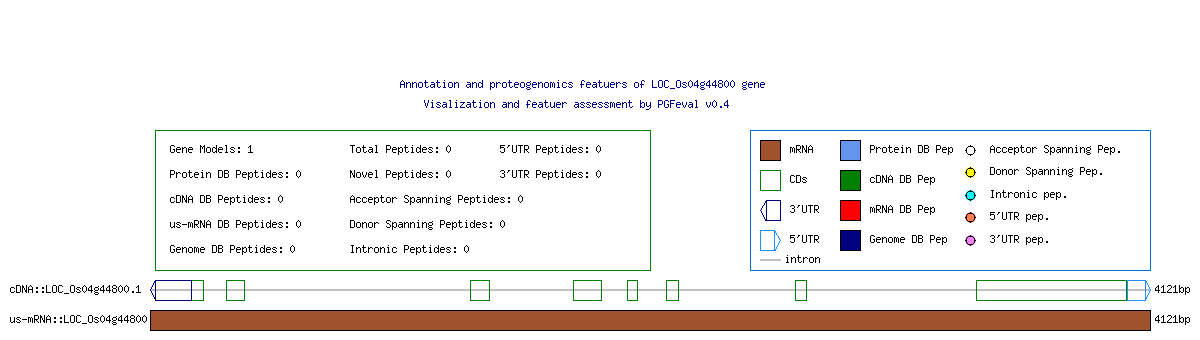 Annotation and proteogenomics featuers of LOC_Os04g44800 gene
Visalization and featuer assessment by PGFeval v0.4
Gene Models: 1
Total Peptides: 0
5'UTR Peptides: 0
Protein DB Peptides: 0
Novel Peptides: 0
3'UTR Peptides: 0
cDNA DB Peptides: 0
Acceptor Spanning Peptides: 0
us-mRNA DB Peptides: 0
Donor Spanning Peptides: 0
Genome DB Peptides: 0
Intronic Peptides: 0
mRNA
Protein DB Pep
Acceptor Spanning Pep.
CDs
cDNA DB Pep
Donor Spanning Pep.
3'UTR
mRNA DB Pep
Intronic pep.
5'UTR
Genome DB Pep
5'UTR pep.
intron
3'UTR pep.
cDNA::LOC_Os04g44800.1
4121bp
us-mRNA::LOC_Os04g44800
4121bp